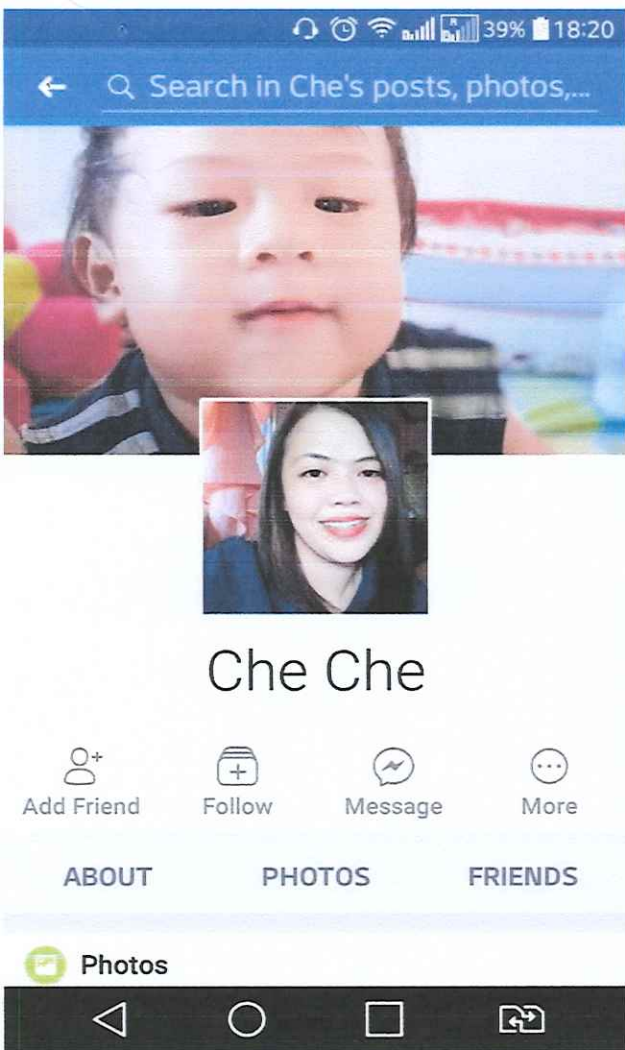 39% 18:20
Search in Che's posts, photos,...
Che Che
Add Friend Follow Message More
ABOUT PHOTOS FRIENDS
Photos